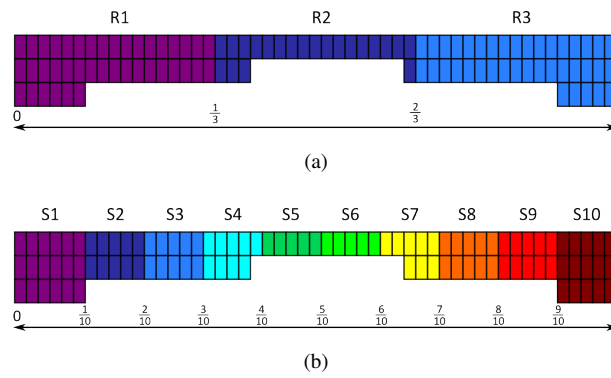 R1 R2 R3
0 1/3 2/3
(a)
S1 S2 S3 S4 S5 S6 S7 S8 S9 S10
0 1/10 2/10 3/10 4/10 5/10 6/10 7/10 8/10 9/10
(b)